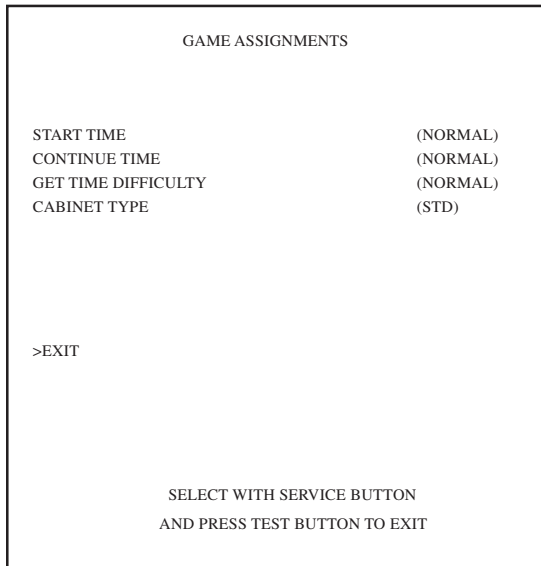 GAME ASSIGNMENTS
START TIME (NORMAL)
CONTINUE TIME (NORMAL)
GET TIME DIFFICULTY (NORMAL)
CABINET TYPE (STD)
>EXIT
SELECT WITH SERVICE BUTTON
AND PRESS TEST BUTTON TO EXIT